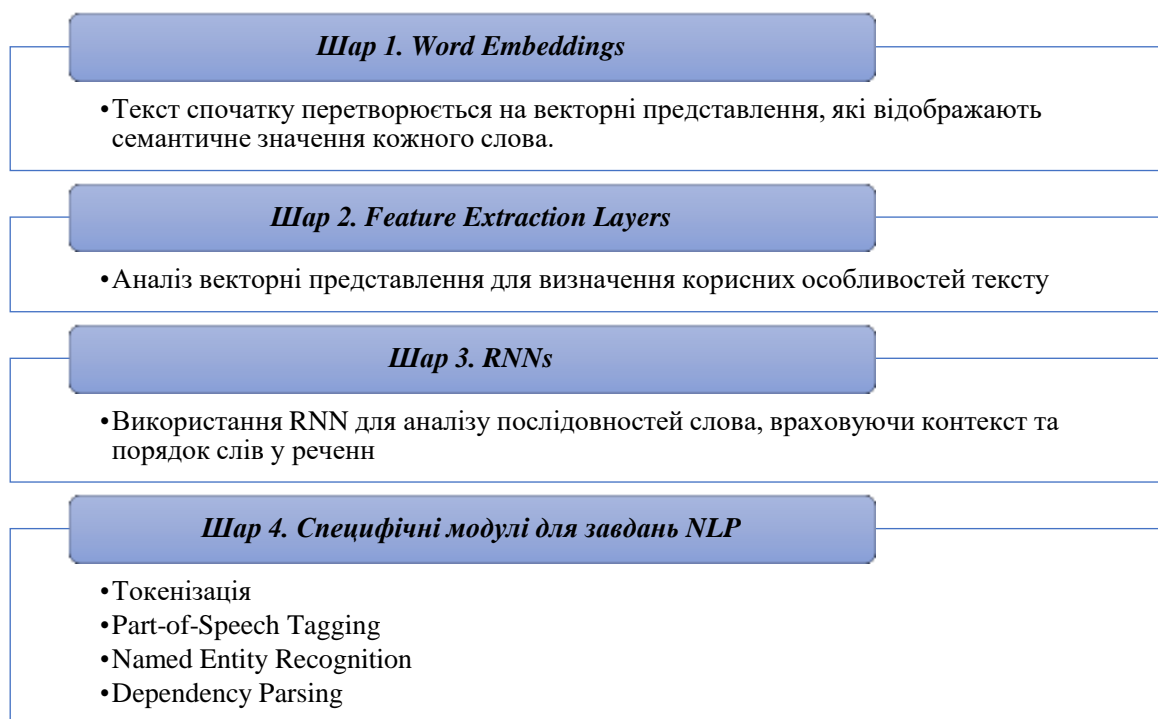 Шар 1. Word Embeddings
•Текст спочатку перетворюється на векторні представлення, які відображають
семантичне значення кожного слова.
Шар 2. Feature Extraction Layers
•Аналіз векторні представлення для визначення корисних особливостей тексту
Шар 3. RNNs
•Використання RNN для аналізу послідовностей слова, враховуючи контекст та
порядок слів у реченн
Шар 4. Специфічні модулі для завдань NLP
•Токенізація
•Part-of-Speech Tagging
•Named Entity Recognition
•Dependency Parsing